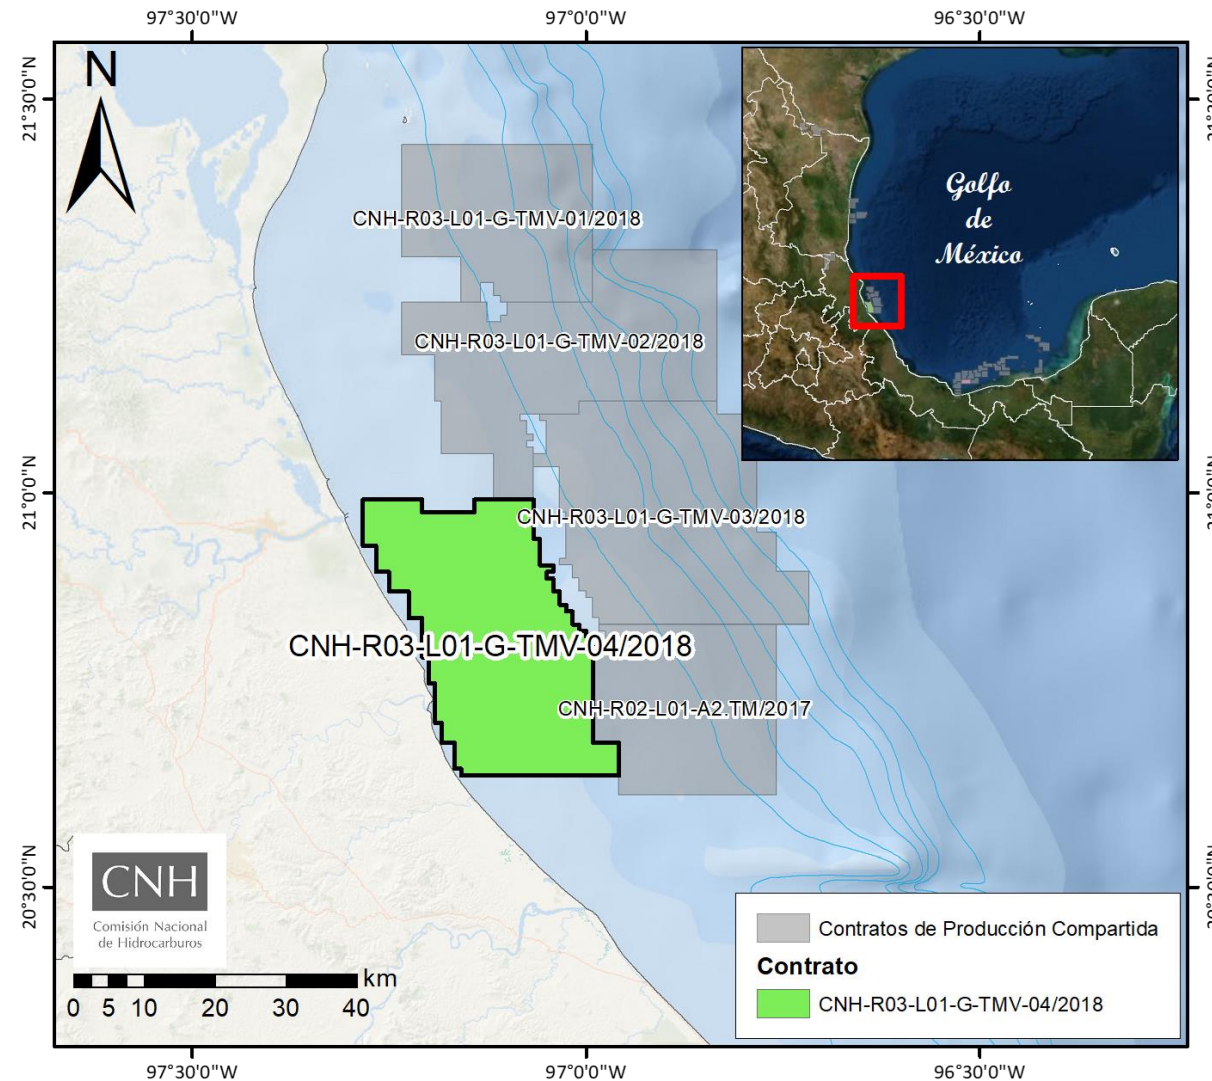 97°30'0"W 97°0'0"W 96°30'0"W
21°30'0"N
21°0'0"N
20°30'0"N
N
CNH-R03-L01-G-TMV-01/2018
CNH-R03-L01-G-TMV-02/2018
CNH-R03-L01-G-TMV-03/2018
CNH-R03-L01-G-TMV-04/2018
CNH-R02-L01-A2.TM/2017
Golfo
de
México
CNH
Comisión Nacional
de Hidrocarburos
km
0 5 10 20 30 40
Contratos de Producción Compartida
Contrato
CNH-R03-L01-G-TMV-04/2018
97°30'0"W 97°0'0"W 96°30'0"W